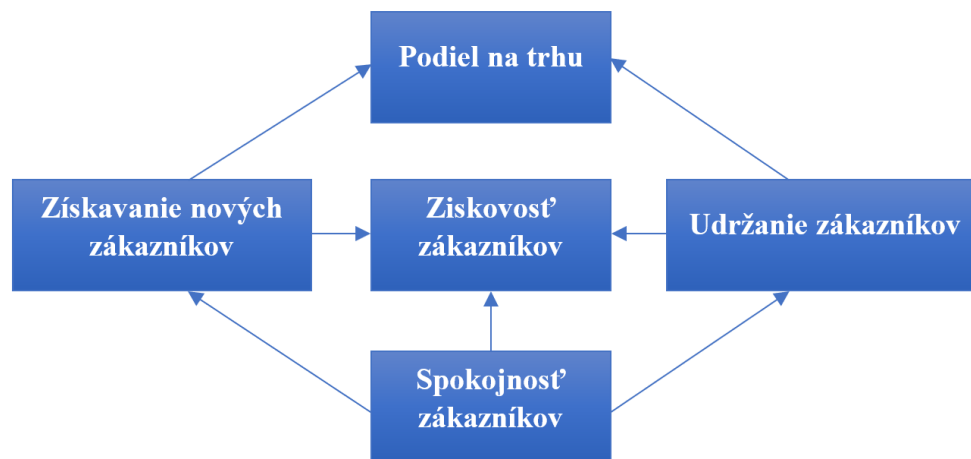 Podiel na trhu
Získavanie nových
zákazníkov
Ziskovosť
zákazníkov
Udržanie zákazníkov
Spokojnosť
zákazníkov